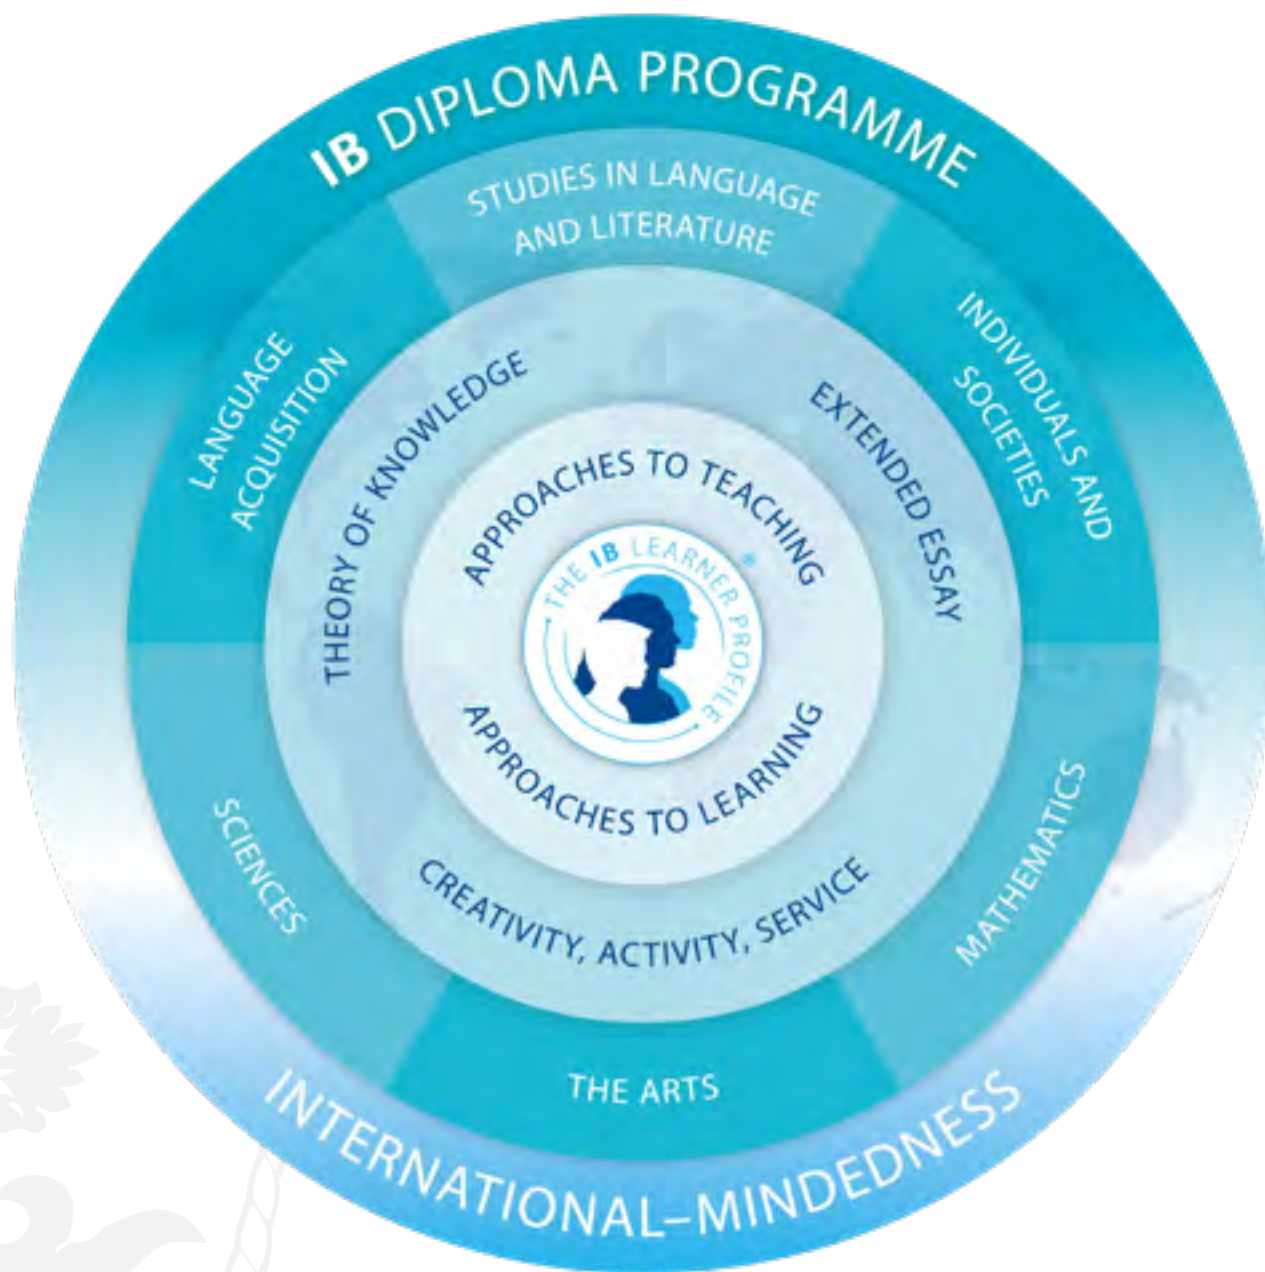 IB DIPLOMA PROGRAMME
STUDIES IN LANGUAGE
AND LITERATURE
LANGUAGE
ACQUISITION
INDIVIDUALS AND
SOCIETIES
THEORY OF KNOWLEDGE
EXTENDED ESSAY
APPROACHES TO TEACHING
THE IB LEARNER PROFILE ®
APPROACHES TO LEARNING
CREATIVITY, ACTIVITY, SERVICE
SCIENCES
MATHEMATICS
THE ARTS
INTERNATIONAL–MINDEDNESS